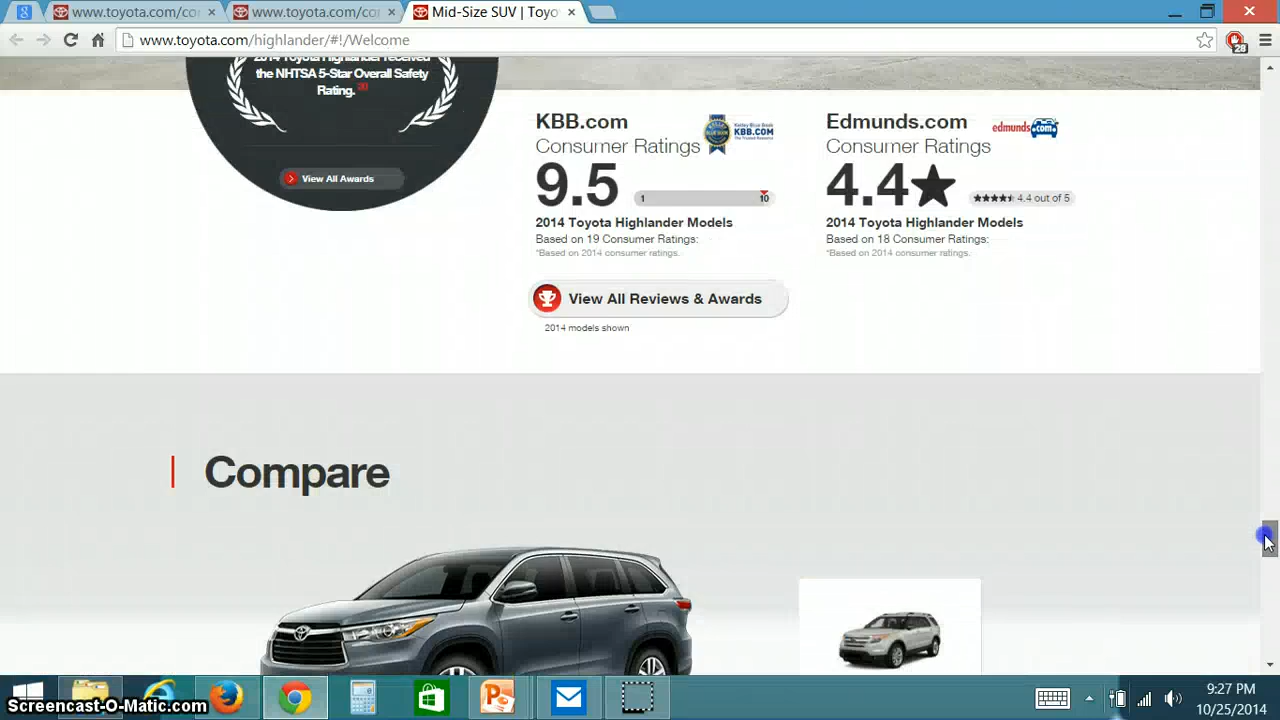 www.toyota.com/co
www.toyota.com/co
Mid-Size SUV | Toyo
www.toyota.com/highlander/#!/Welcome
28
2014 Toyota Highlander received
the NHTSA 5-Star Overall Safety
Rating.
View All Awards
KBB.com
Consumer Ratings
KBB.COM
9.5
1 10
2014 Toyota Highlander Models
Based on 19 Consumer Ratings:
*Based on 2014 consumer ratings.
Edmunds.com
Consumer Ratings
edmunds.com
4.4★
4.4 out of 5
2014 Toyota Highlander Models
Based on 18 Consumer Ratings:
*Based on 2014 consumer ratings.
View All Reviews & Awards
2014 models shown
Compare
Screencast-O-Matic.com
9:27 PM
10/25/2014